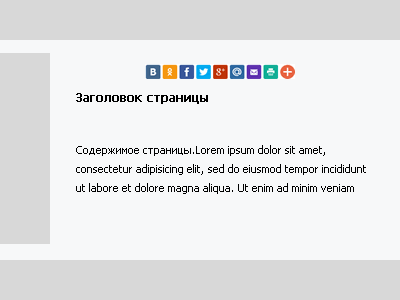 Заголовок страницы
Содержимое страницы.Lorem ipsum dolor sit amet,
consectetur adipisicing elit, sed do eiusmod tempor incididunt
ut labore et dolore magna aliqua. Ut enim ad minim veniam